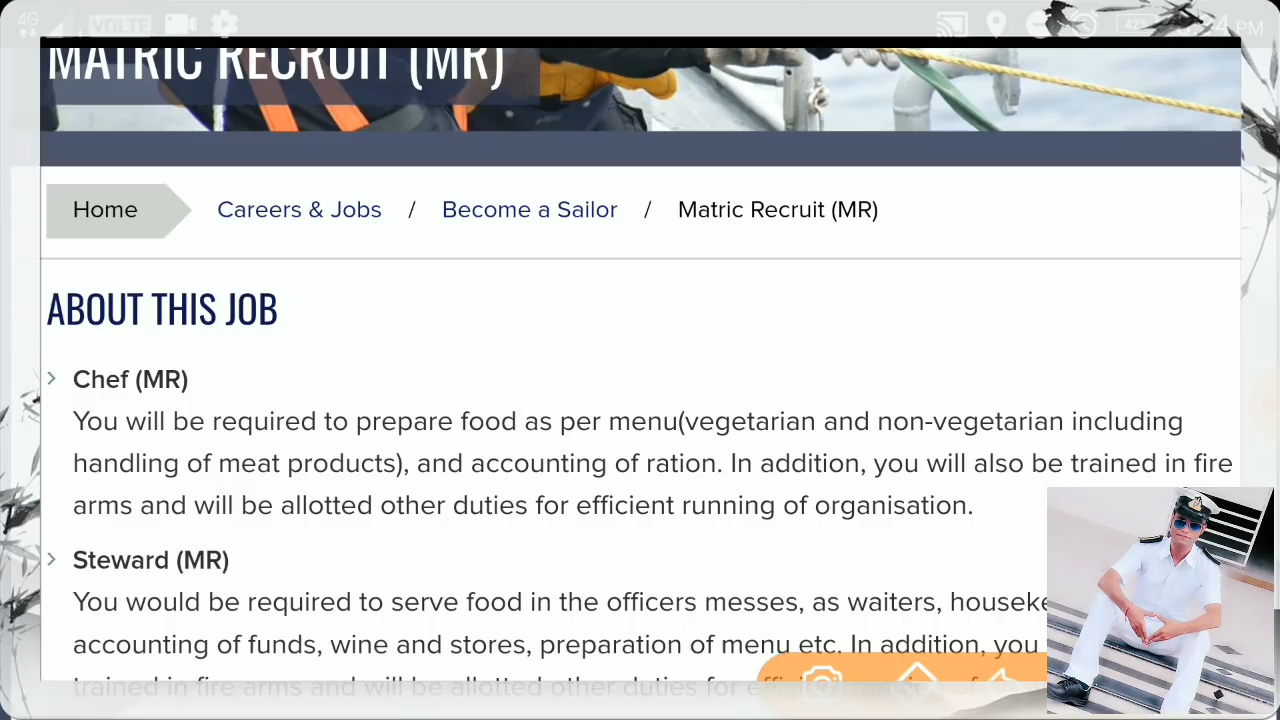 4G VOLTE 42% PM
MATRIC RECRUIT (MR)
Home Careers & Jobs / Become a Sailor / Matric Recruit (MR)
ABOUT THIS JOB
Chef (MR)
You will be required to prepare food as per menu(vegetarian and non-vegetarian including
handling of meat products), and accounting of ration. In addition, you will also be trained in fire
arms and will be allotted other duties for efficient running of organisation.
Steward (MR)
You would be required to serve food in the officers messes, as waiters,
accounting of funds, wine and stores, preparation of menu etc. In addition, you
trained in fire arms and will be allotted other duties for